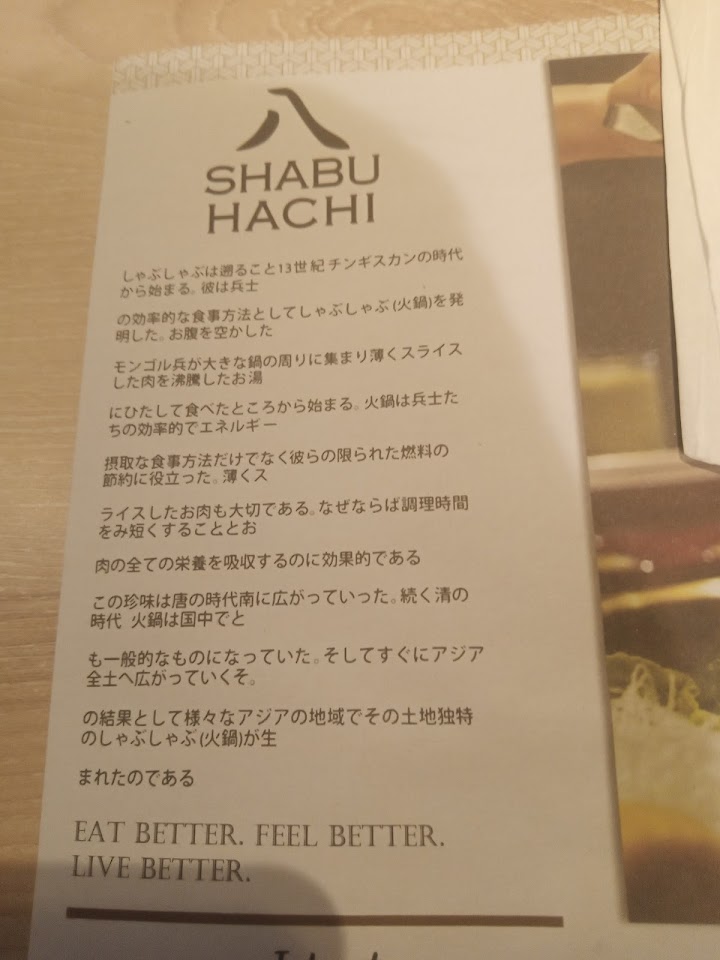 八
SHABU
HACHI
しゃぶしゃぶは遡ること13世紀チンギスカンの時代
から始まる。彼は兵士
の効率的な食事方法としてしゃぶしゃぶ(火鍋)を発
明した。お腹を空かした
モンゴル兵が大きな鍋の周りに集まり薄くスライス
した肉を沸騰したお湯
にひたして食べたところから始まる。火鍋は兵士た
ちの効率的でエネルギー
摂取な食事方法だけでなく彼らの限られた燃料の
節約に役立った。薄くス
ライスしたお肉も大切である。なぜならば調理時間
をみ短くすることとお
肉の全ての栄養を吸収するのに効果的である
この珍味は唐の時代南に広がっていった。続く清の
時代 火鍋は国中でと
も一般的なものになっていた。そしてすぐにアジア
全土へ広がっていくそ。
の結果として様々なアジアの地域でその土地独特
のしゃぶしゃぶ(火鍋)が生
まれたのである
EAT BETTER. FEEL BETTER.
LIVE BETTER.